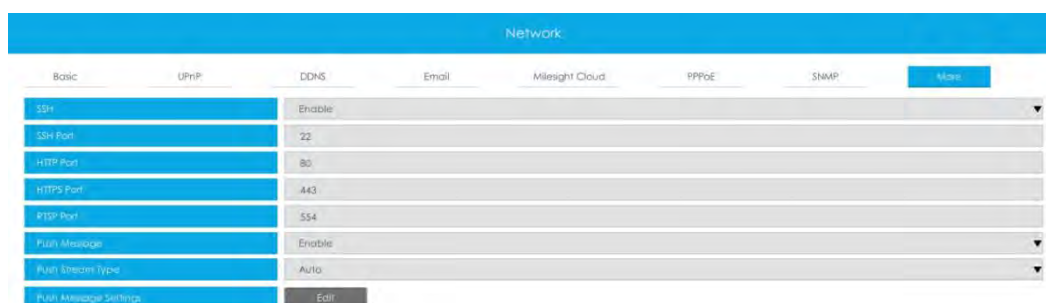 Network
Basic UPnP DDNS Email Milesight Cloud PPPoE SNMP More
SSH Enable
SSH Port 22
HTTP Port 80
HTTPS Port 443
RTSP Port 554
Push Message Enable
Push Stream Type Auto
Push Message Settings Edit